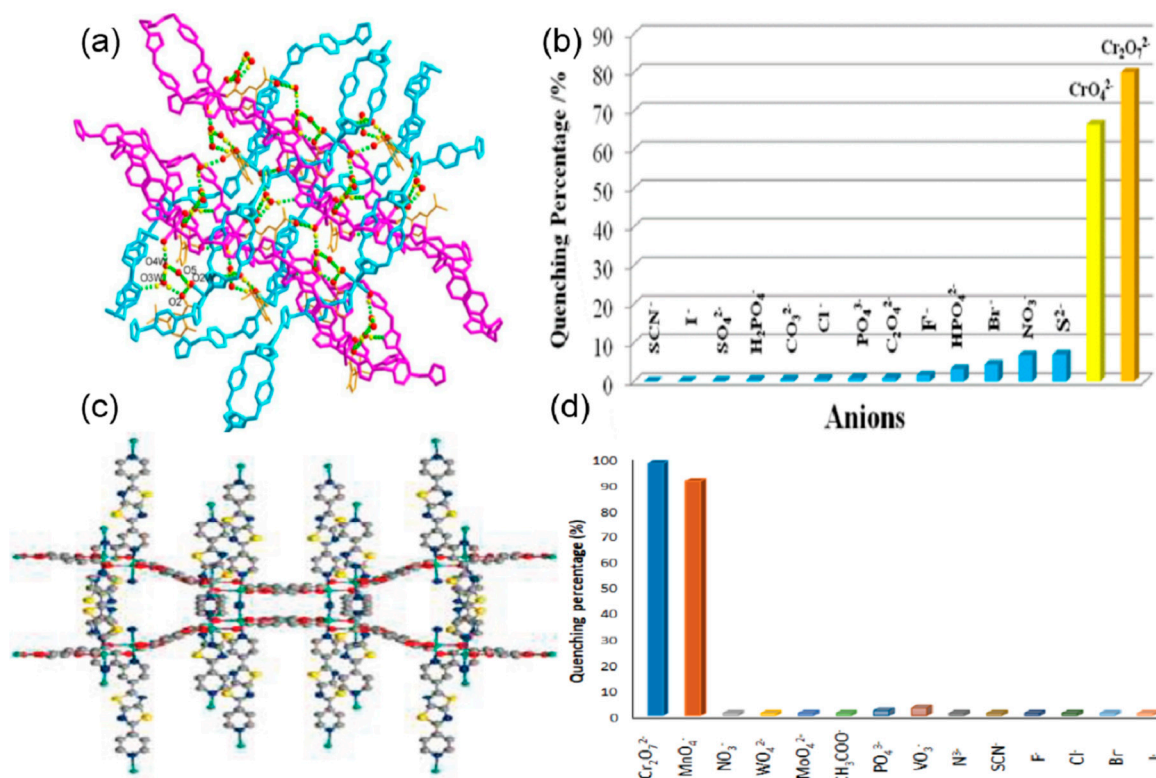 (a)
O4W
O5
O3W
O2W
O2
(b)
Quenching Percentage /%
90
80
70
60
50
40
30
20
10
0
SCN⁻
I⁻
SO₄²⁻
H₂PO₄⁻
CO₃²⁻
Cl⁻
PO₄³⁻
C₂O₄²⁻
F⁻
HPO₄²⁻
Br⁻
NO₃⁻
S²⁻
CrO₄²⁻
Cr₂O₇²⁻
Anions
(c)
(d)
Quenching percentage (%)
100
90
80
70
60
50
40
30
20
10
0
Cr₂O₇²⁻
MnO₄⁻
NO₃⁻
WO₄²⁻
MoO₄²⁻
CH₃COO⁻
PO₄³⁻
VO₃⁻
N³⁻
SCN⁻
F⁻
Cl⁻
Br⁻